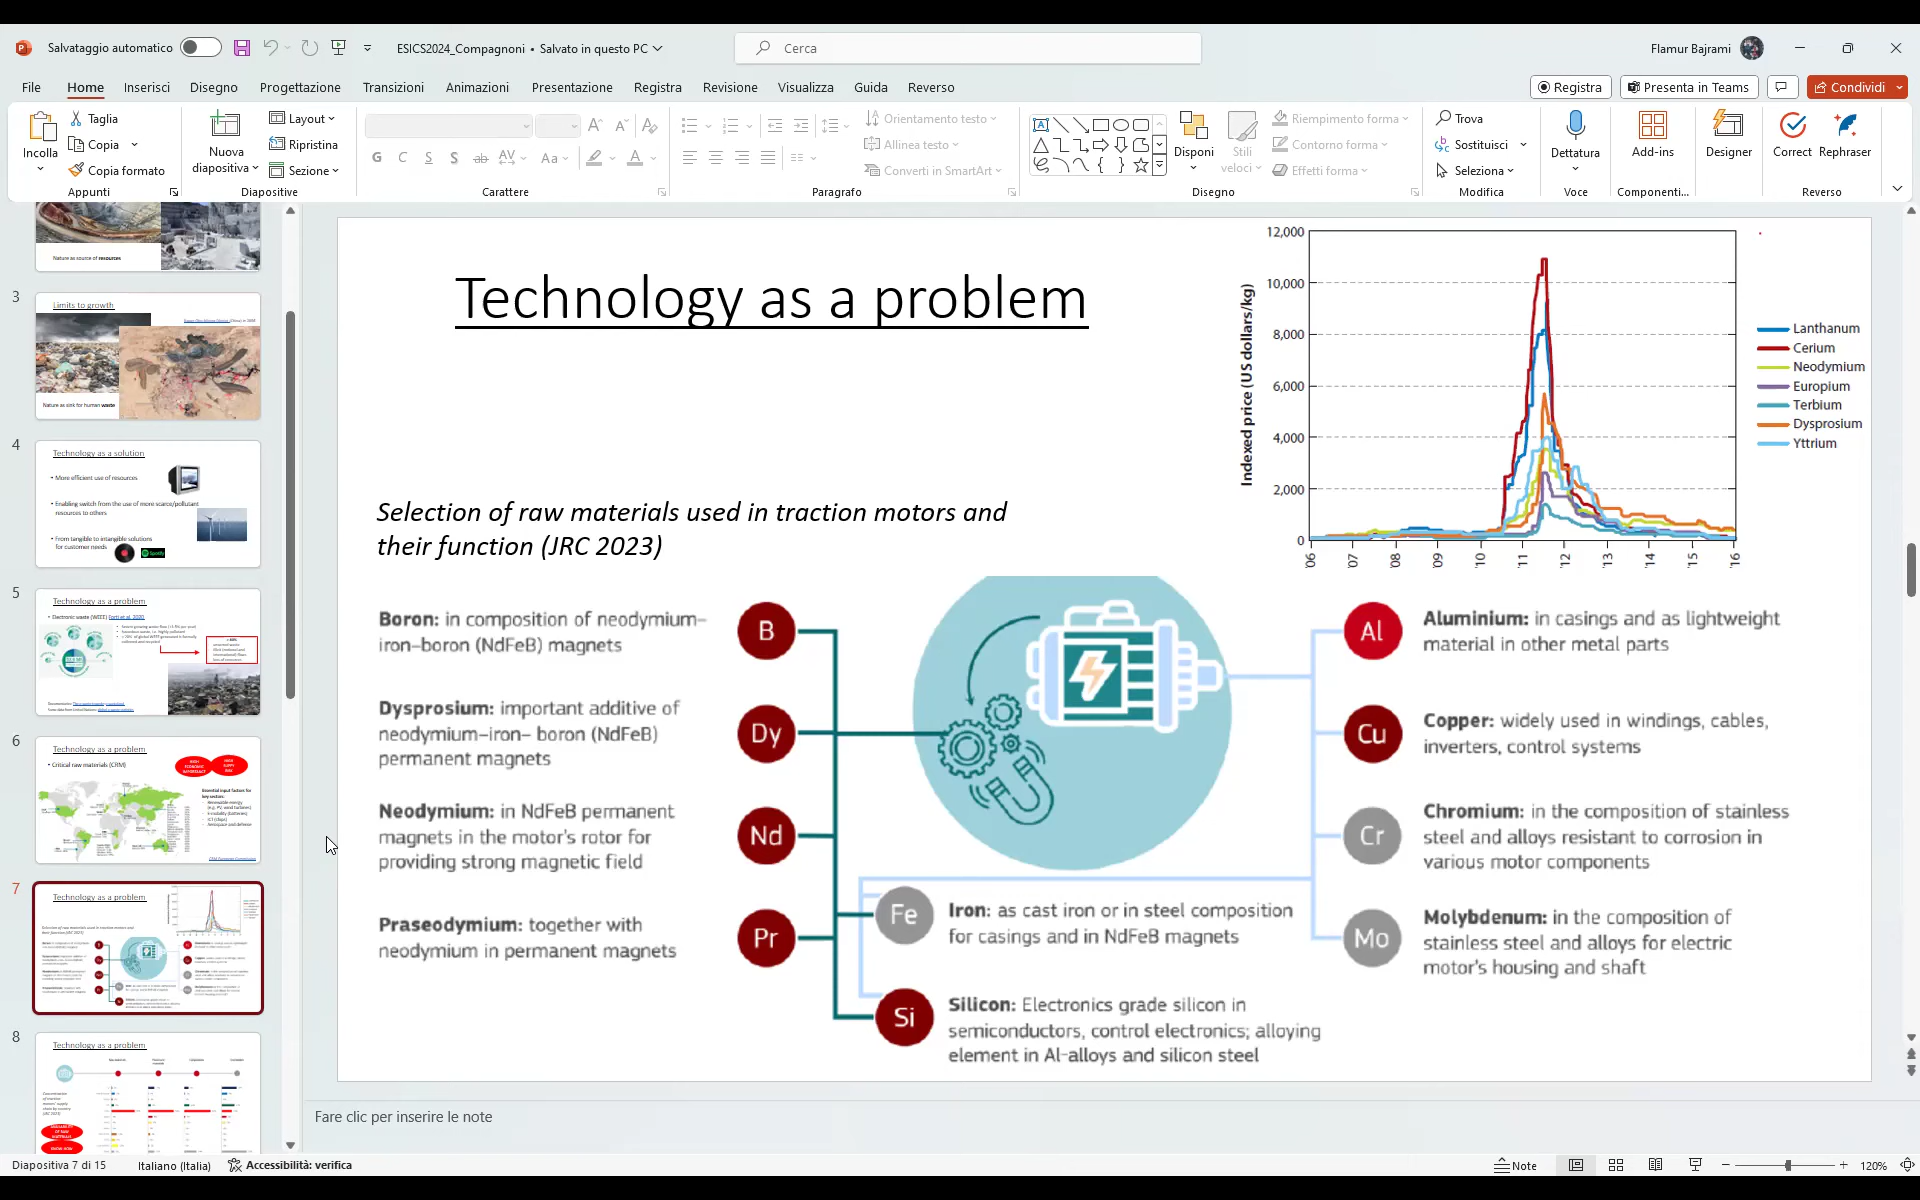 Salvataggio automatico
ESICS2024_Compagnoni • Salvato in questo PC
Cerca
Flamur Bajrami
File Home Inserisci Disegno Progettazione Transizioni Animazioni Presentazione Registra Revisione Visualizza Guida Reverso
Registra
Presenta in Teams
Condividi
Incolla
Taglia
Copia
Copia formato
Appunti
Nuova
diapositiva
Layout
Ripristina
Sezione
Diapositive
G C S S ab AV Aa A
Carattere
Orientamento testo
Allinea testo
Converti in SmartArt
Paragrafo
Disponi
Stili
veloci
Riempimento forma
Contorno forma
Effetti forma
Disegno
Trova
Sostituisci
Seleziona
Modifica
Dettatura
Voce
Add-ins
Componenti...
Designer
Correct
Rephraser
Reverso
Nature as source of resources
3
Limits to growth
Nature as sink for human waste
4
Technology as a solution
• More efficient use of resources
• Enabling switch from the use of more scarce/pollutant
resources to others
• From tangible to intangible solutions
for customer needs
5
Technology as a problem
6
Technology as a problem
• Critical raw materials (CRM)
7
Technology as a problem
8
Technology as a problem
Technology as a problem
Selection of raw materials used in traction motors and
their function (JRC 2023)
Indexed price (US dollars/kg)
12,000
10,000
8,000
6,000
4,000
2,000
0
'06 '07 '08 '09 '10 '11 '12 '13 '14 '15 '16
Lanthanum
Cerium
Neodymium
Europium
Terbium
Dysprosium
Yttrium
Boron: in composition of neodymium–
iron–boron (NdFeB) magnets
B
Dysprosium: important additive of
neodymium–iron– boron (NdFeB)
permanent magnets
Dy
Neodymium: in NdFeB permanent
magnets in the motor's rotor for
providing strong magnetic field
Nd
Praseodymium: together with
neodymium in permanent magnets
Pr
Fe
Iron: as cast iron or in steel composition
for casings and in NdFeB magnets
Si
Silicon: Electronics grade silicon in
semiconductors, control electronics; alloying
element in Al-alloys and silicon steel
Al
Aluminium: in casings and as lightweight
material in other metal parts
Cu
Copper: widely used in windings, cables,
inverters, control systems
Cr
Chromium: in the composition of stainless
steel and alloys resistant to corrosion in
various motor components
Mo
Molybdenum: in the composition of
stainless steel and alloys for electric
motor's housing and shaft
Fare clic per inserire le note
Diapositiva 7 di 15
Italiano (Italia)
Accessibilità: verifica
Note
120%